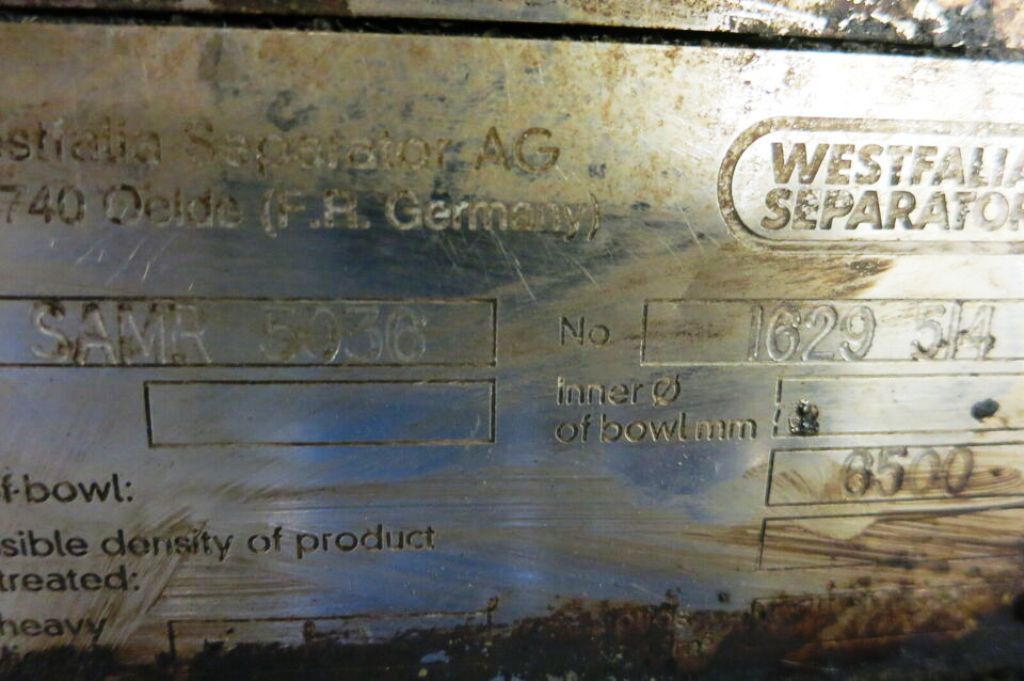 estfalia Separator AG
740 Oelde (F.R. Germany)
WESTFALIA
SEPARATOR
SAMR 5036
No 1629 514
Inner Ø
of bowl mm
f bowl:
6500
sible density of product
treated:
heavy